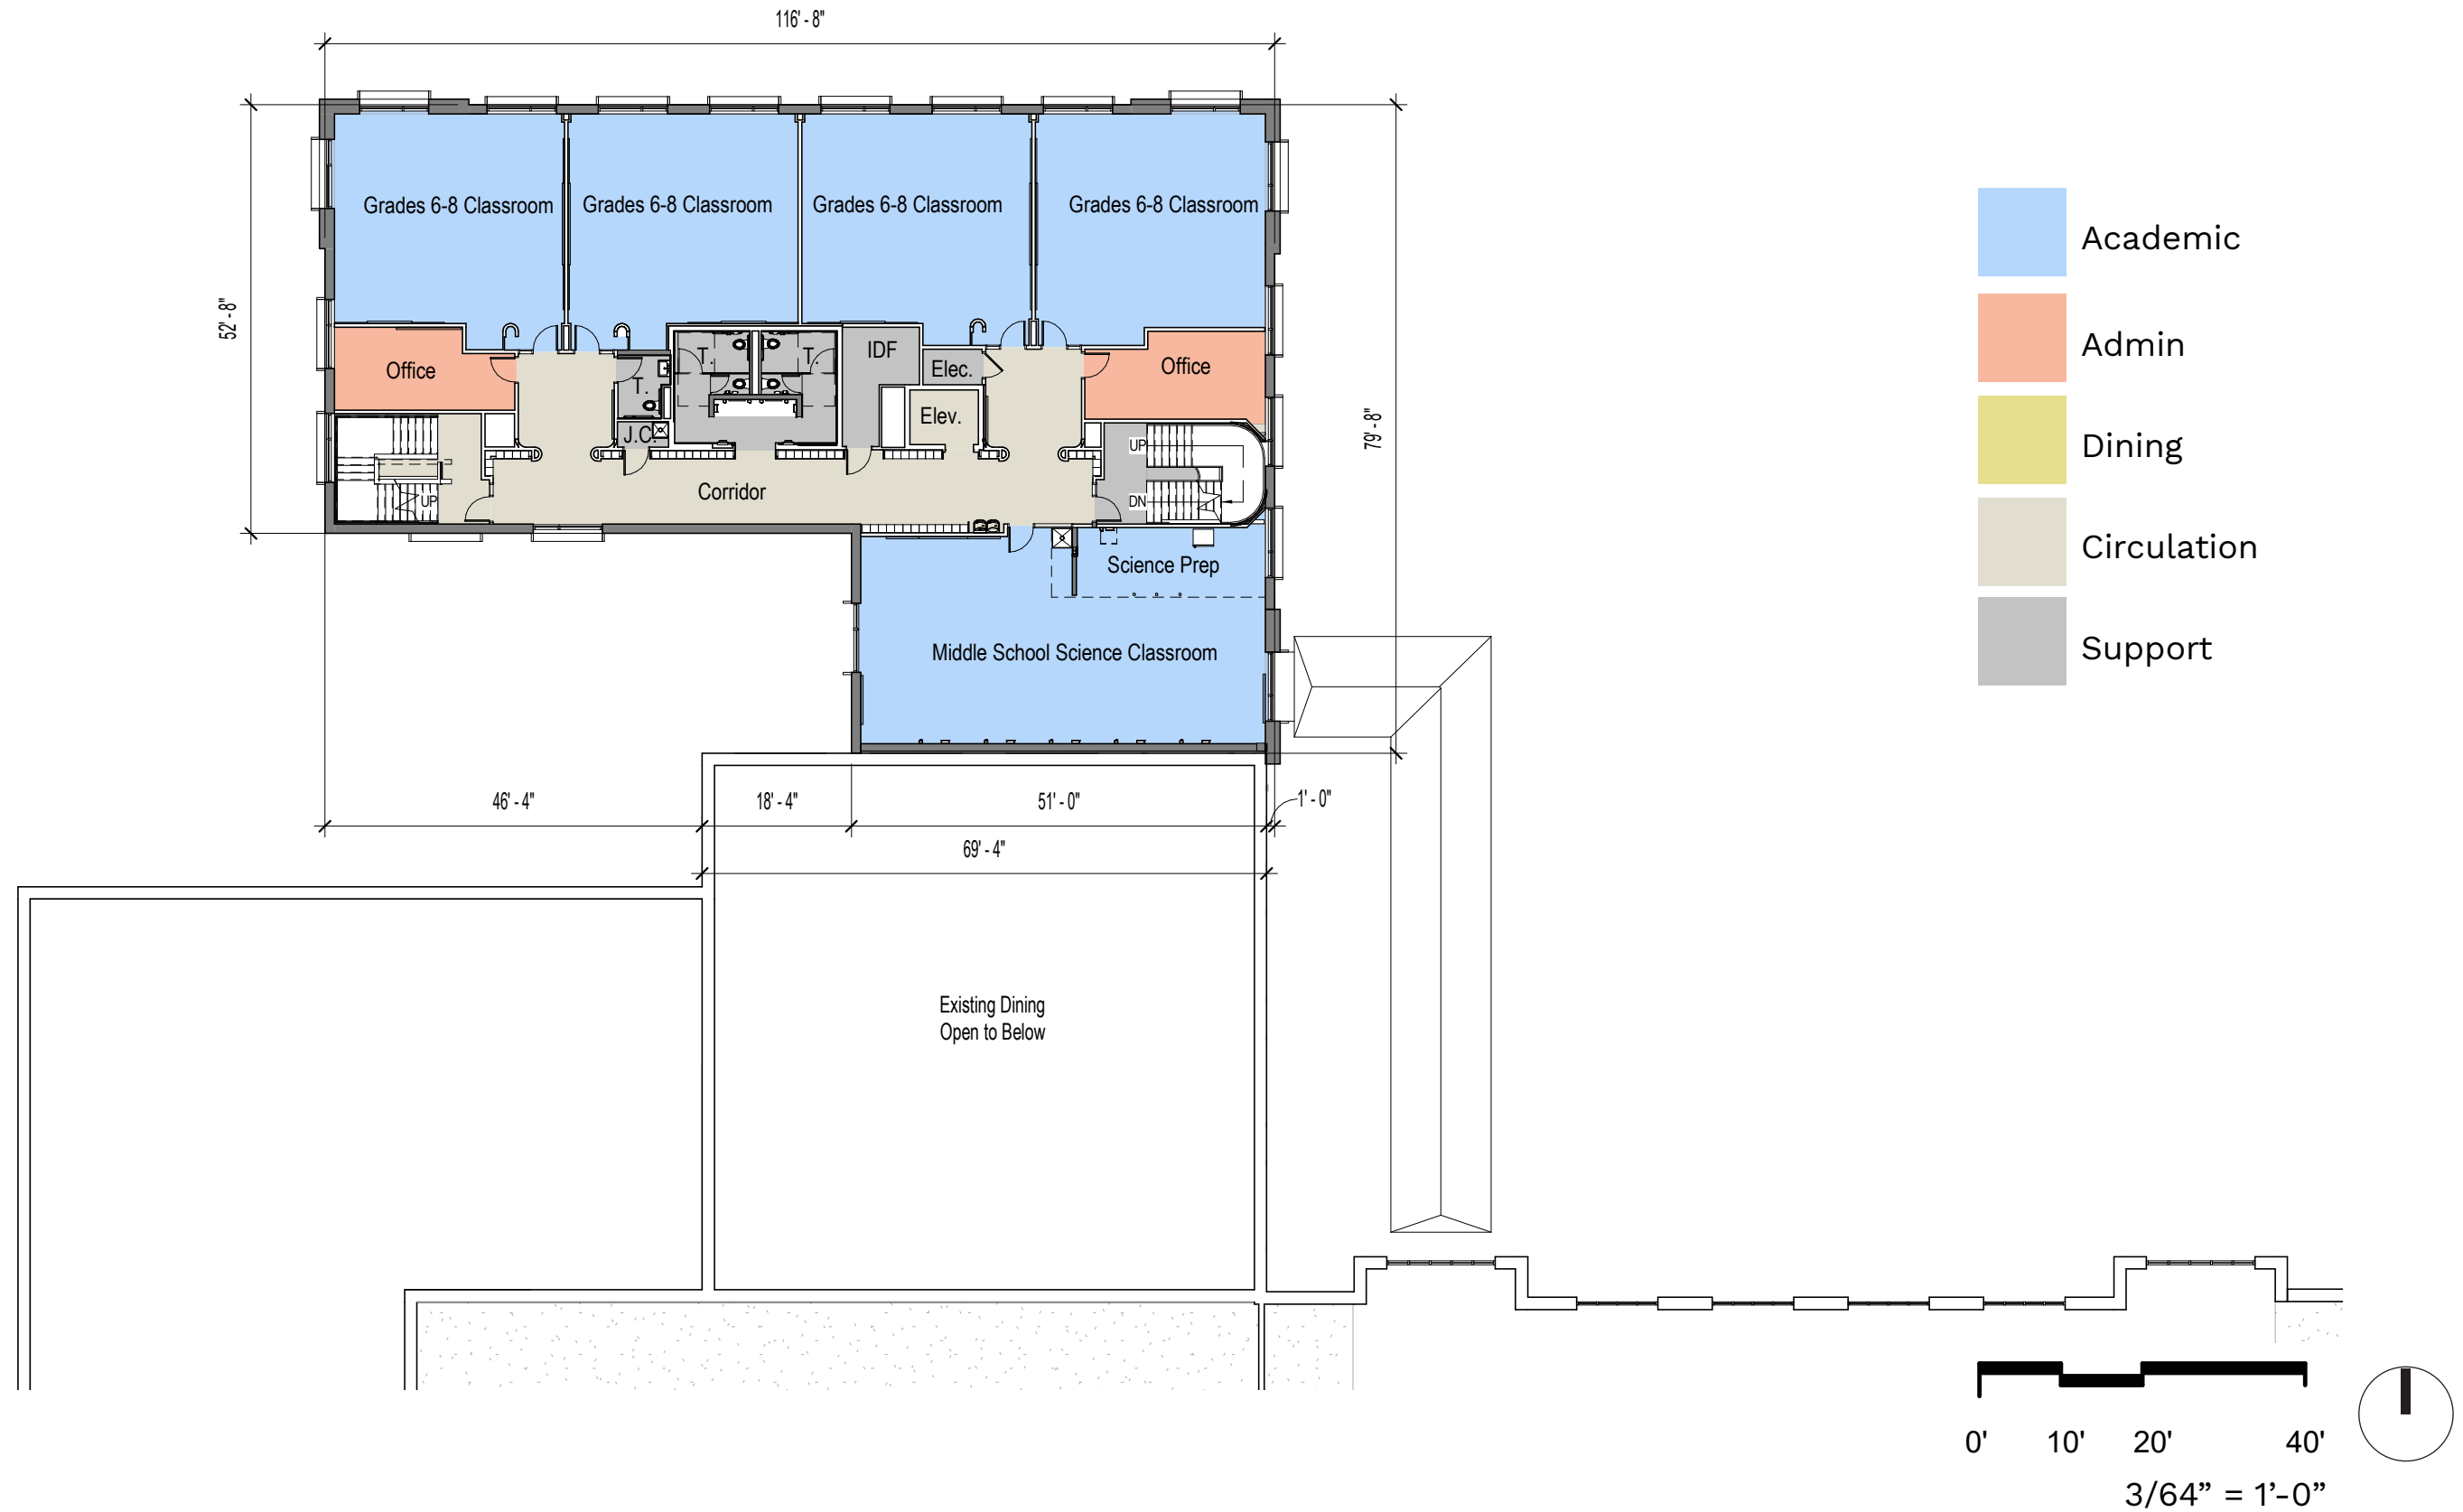 116' - 8"
52' - 8"
79' - 8"
Grades 6-8 Classroom
Grades 6-8 Classroom
Grades 6-8 Classroom
Grades 6-8 Classroom
Office
T.
T.
T.
IDF
Elec.
Office
J.C.
Elev.
UP
UP
DN
Corridor
Science Prep
Middle School Science Classroom
46' - 4"
18' - 4"
51' - 0"
1' - 0"
69' - 4"
Existing Dining
Open to Below
Academic
Admin
Dining
Circulation
Support
0' 10' 20' 40'
3/64” = 1’-0”